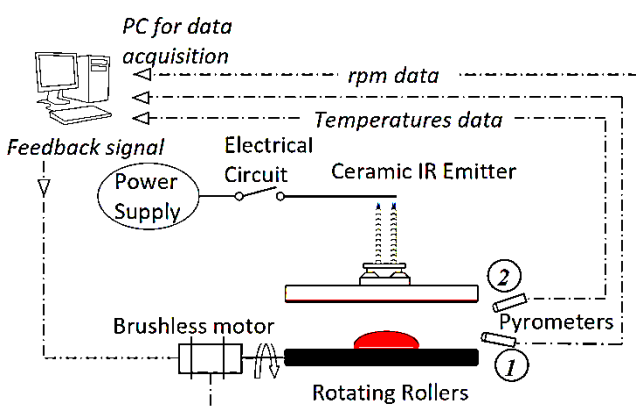 PC for data
acquisition
rpm data
Temperatures data
Feedback signal
Electrical
Circuit
Ceramic IR Emitter
Power
Supply
2
Pyrometers
Brushless motor
1
Rotating Rollers